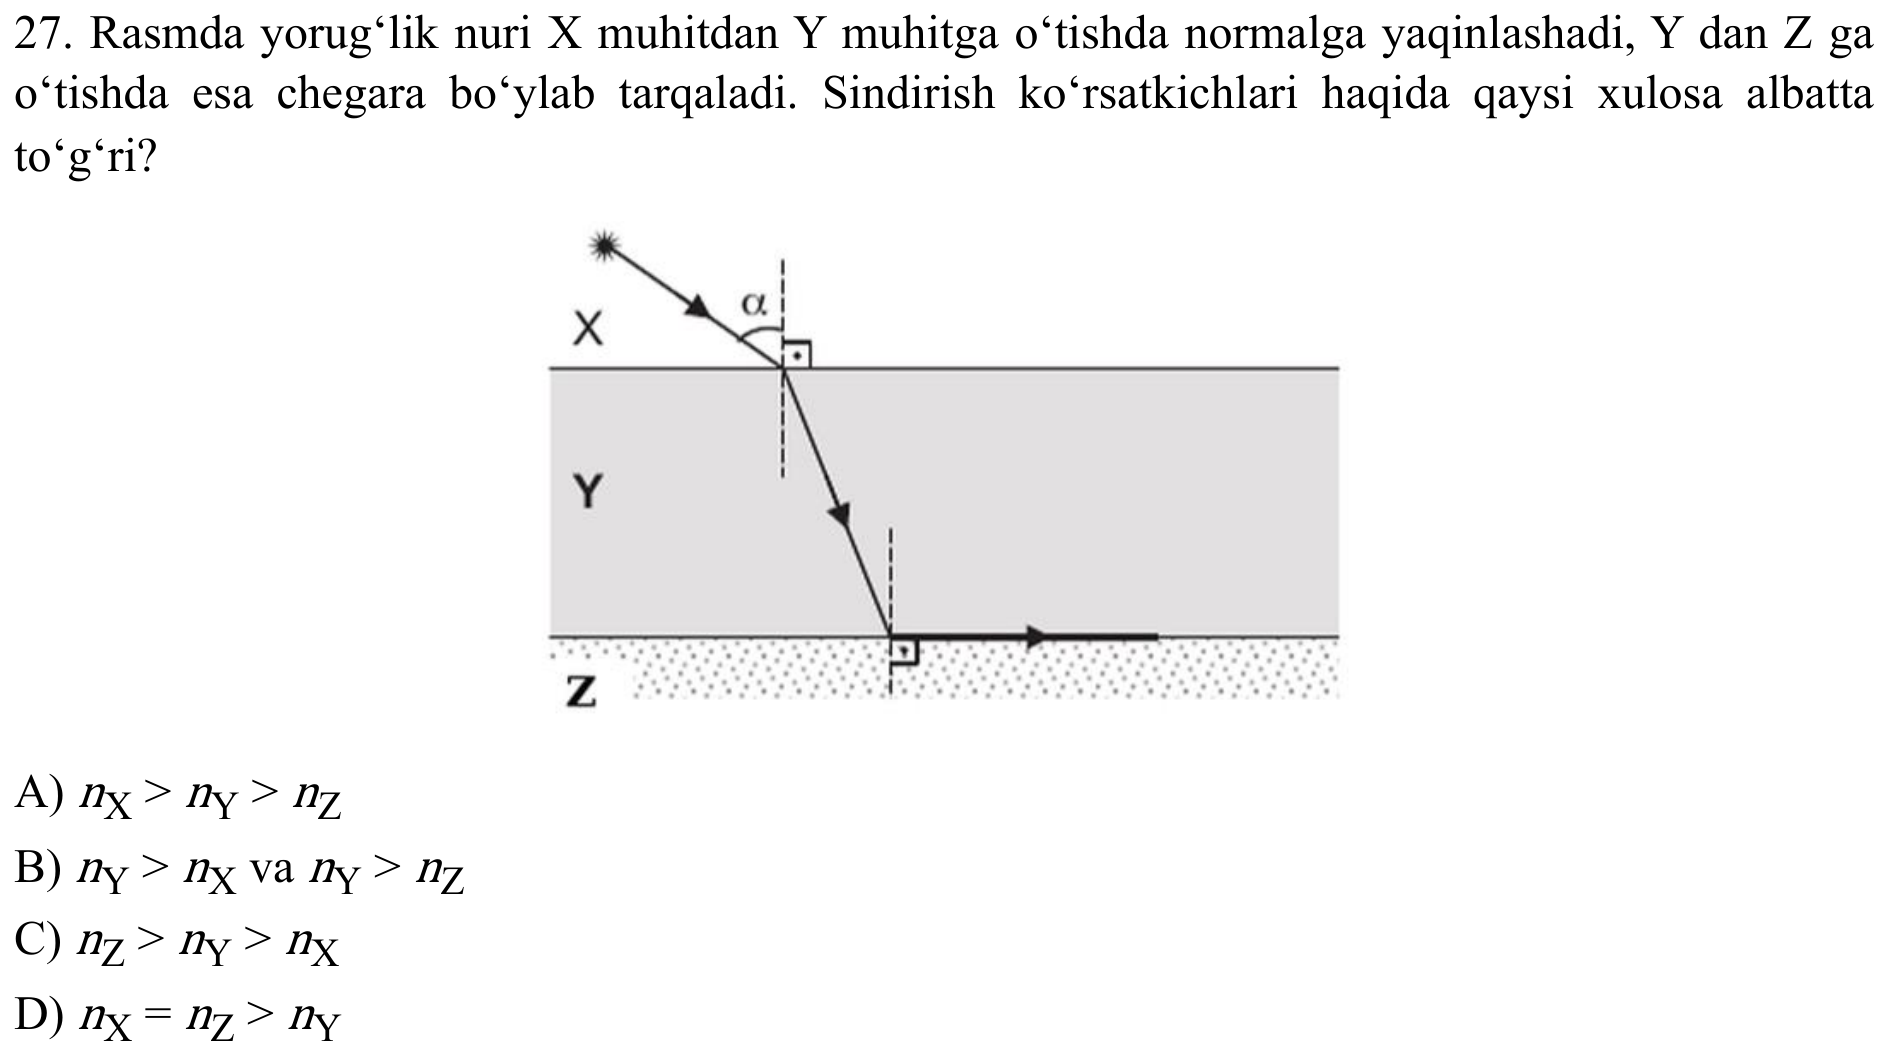 27. Rasmda yorug‘lik nuri X muhitdan Y muhitga o‘tishda normalga yaqinlashadi, Y dan Z ga
o‘tishda esa chegara bo‘ylab tarqaladi. Sindirish ko‘rsatkichlari haqida qaysi xulosa albatta
to‘g‘ri?
α
X
Y
Z
A) nX > nY > nZ
B) nY > nX va nY > nZ
C) nZ > nY > nX
D) nX = nZ > nY